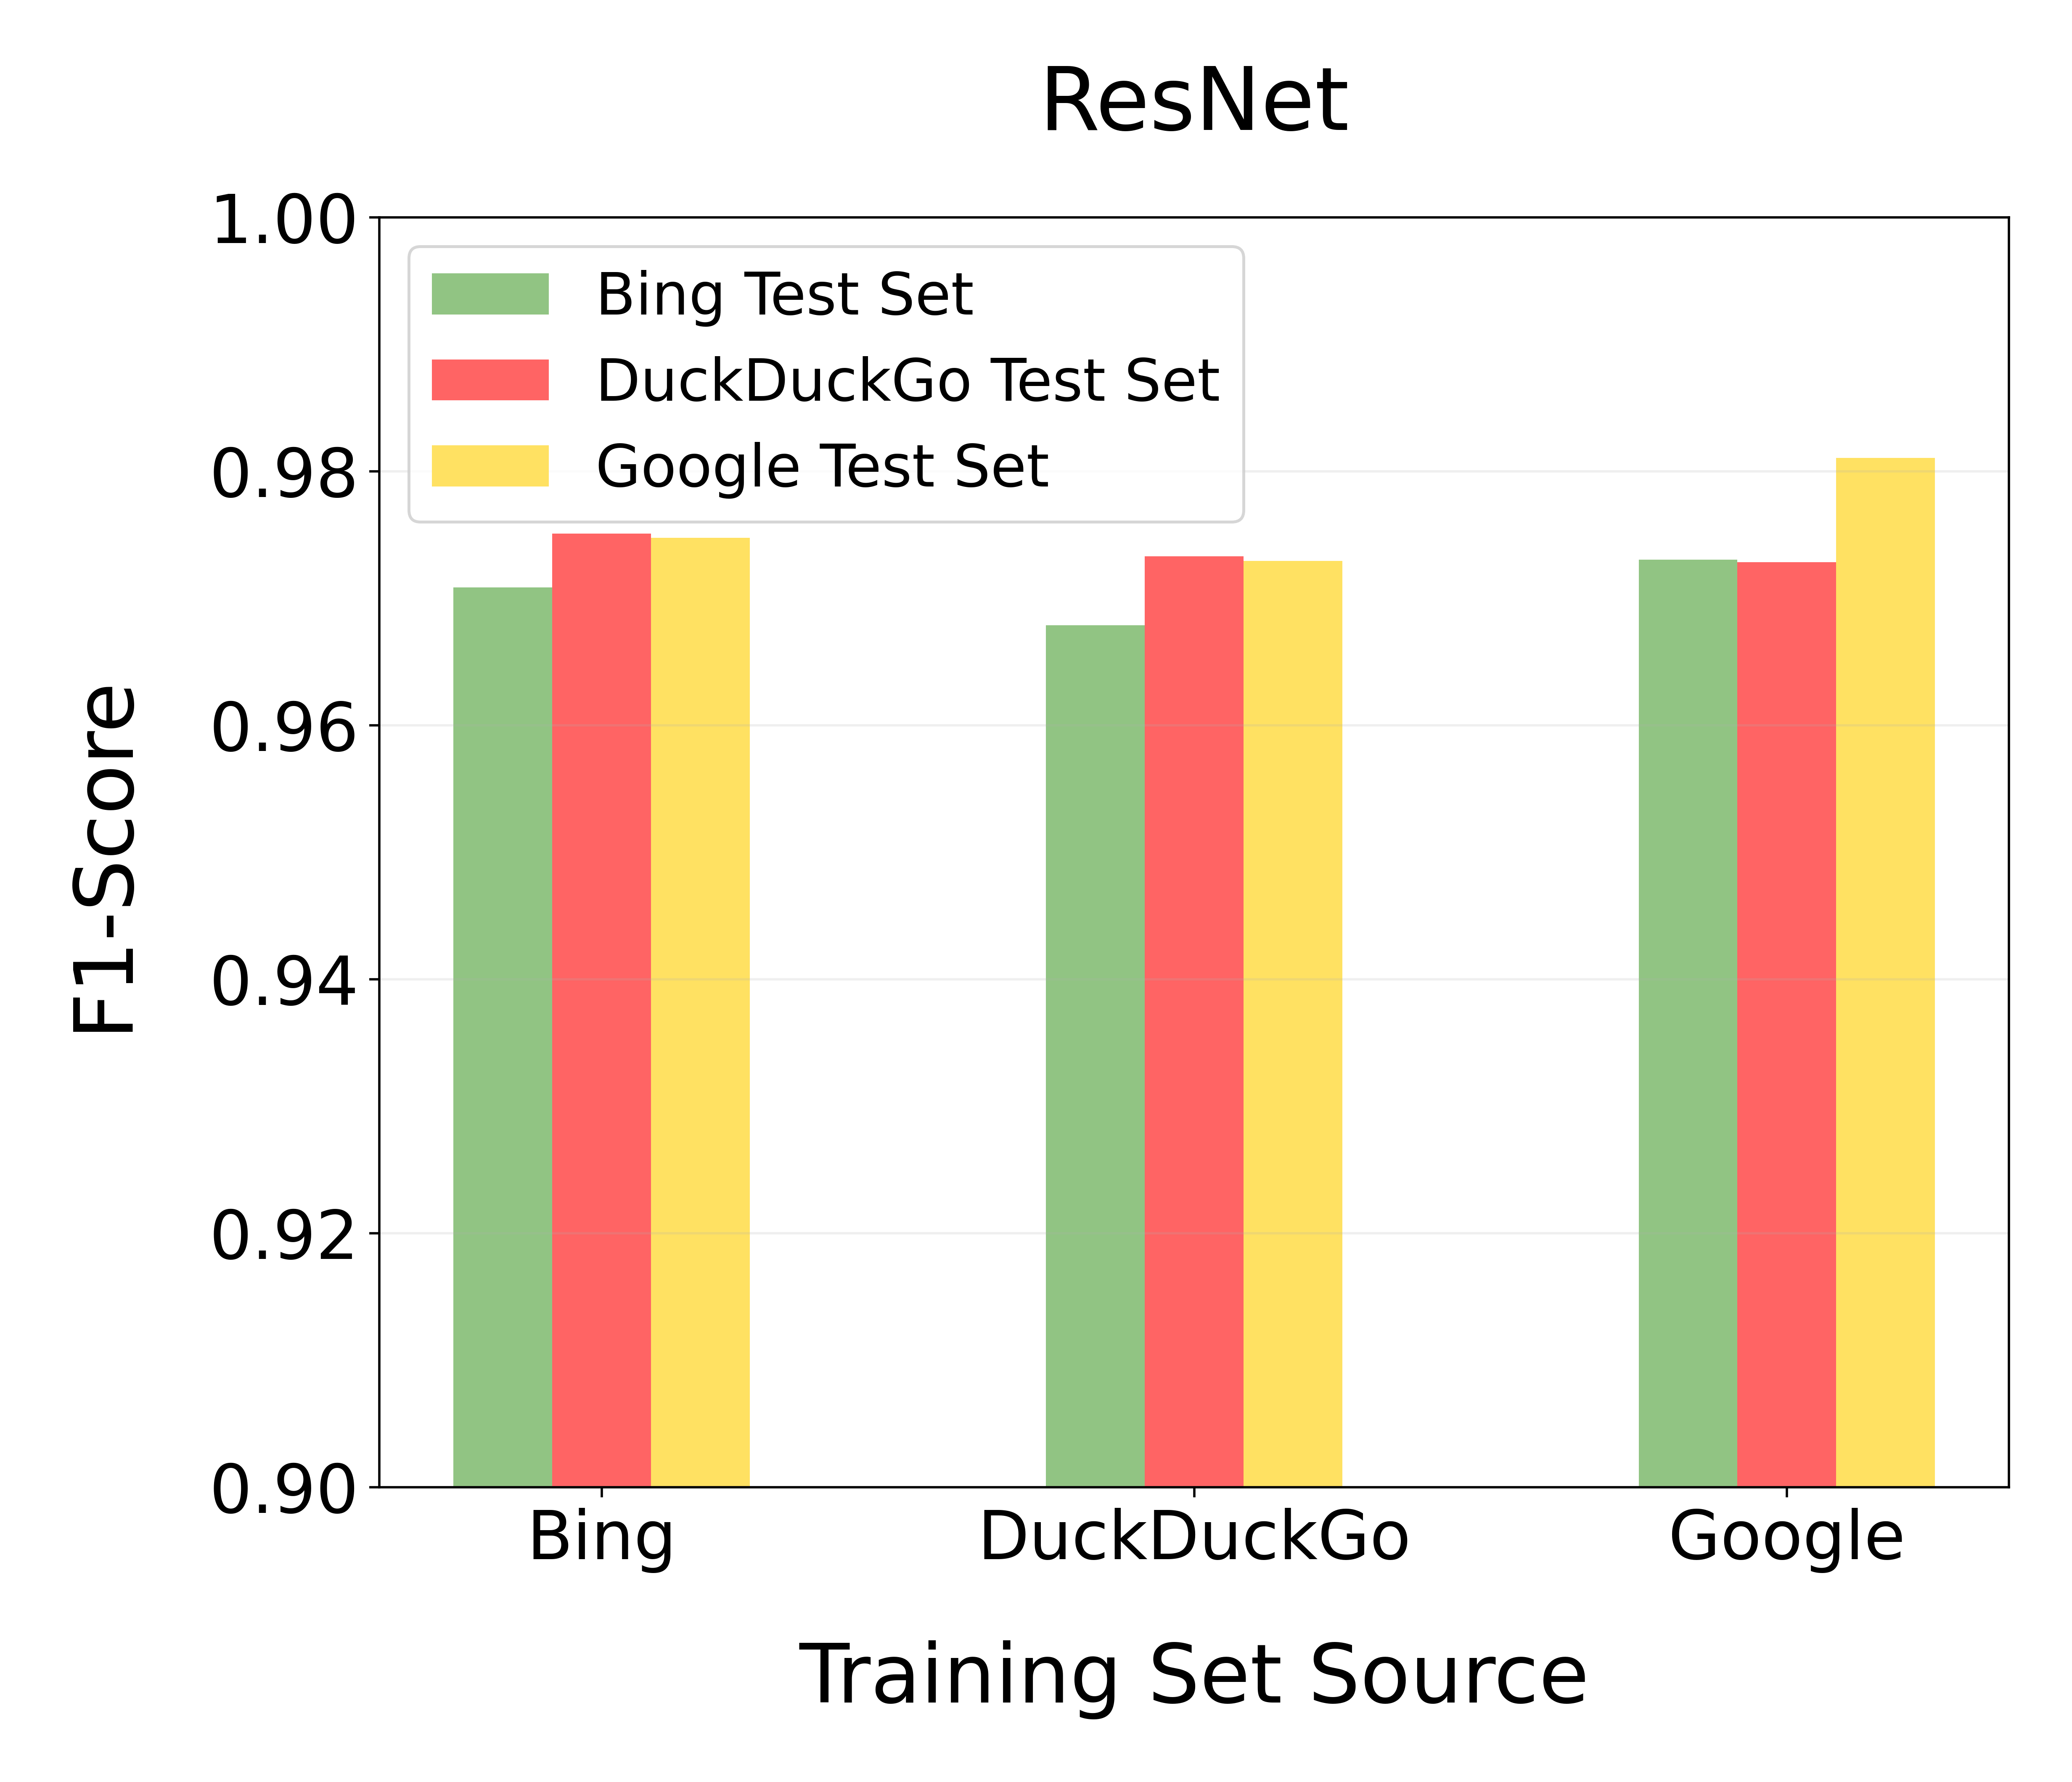 ResNet
1.00
Bing Test Set
DuckDuckGo Test Set
Google Test Set
0.98
0.96
0.94
0.92
0.90
F1-Score
Bing DuckDuckGo Google
Training Set Source